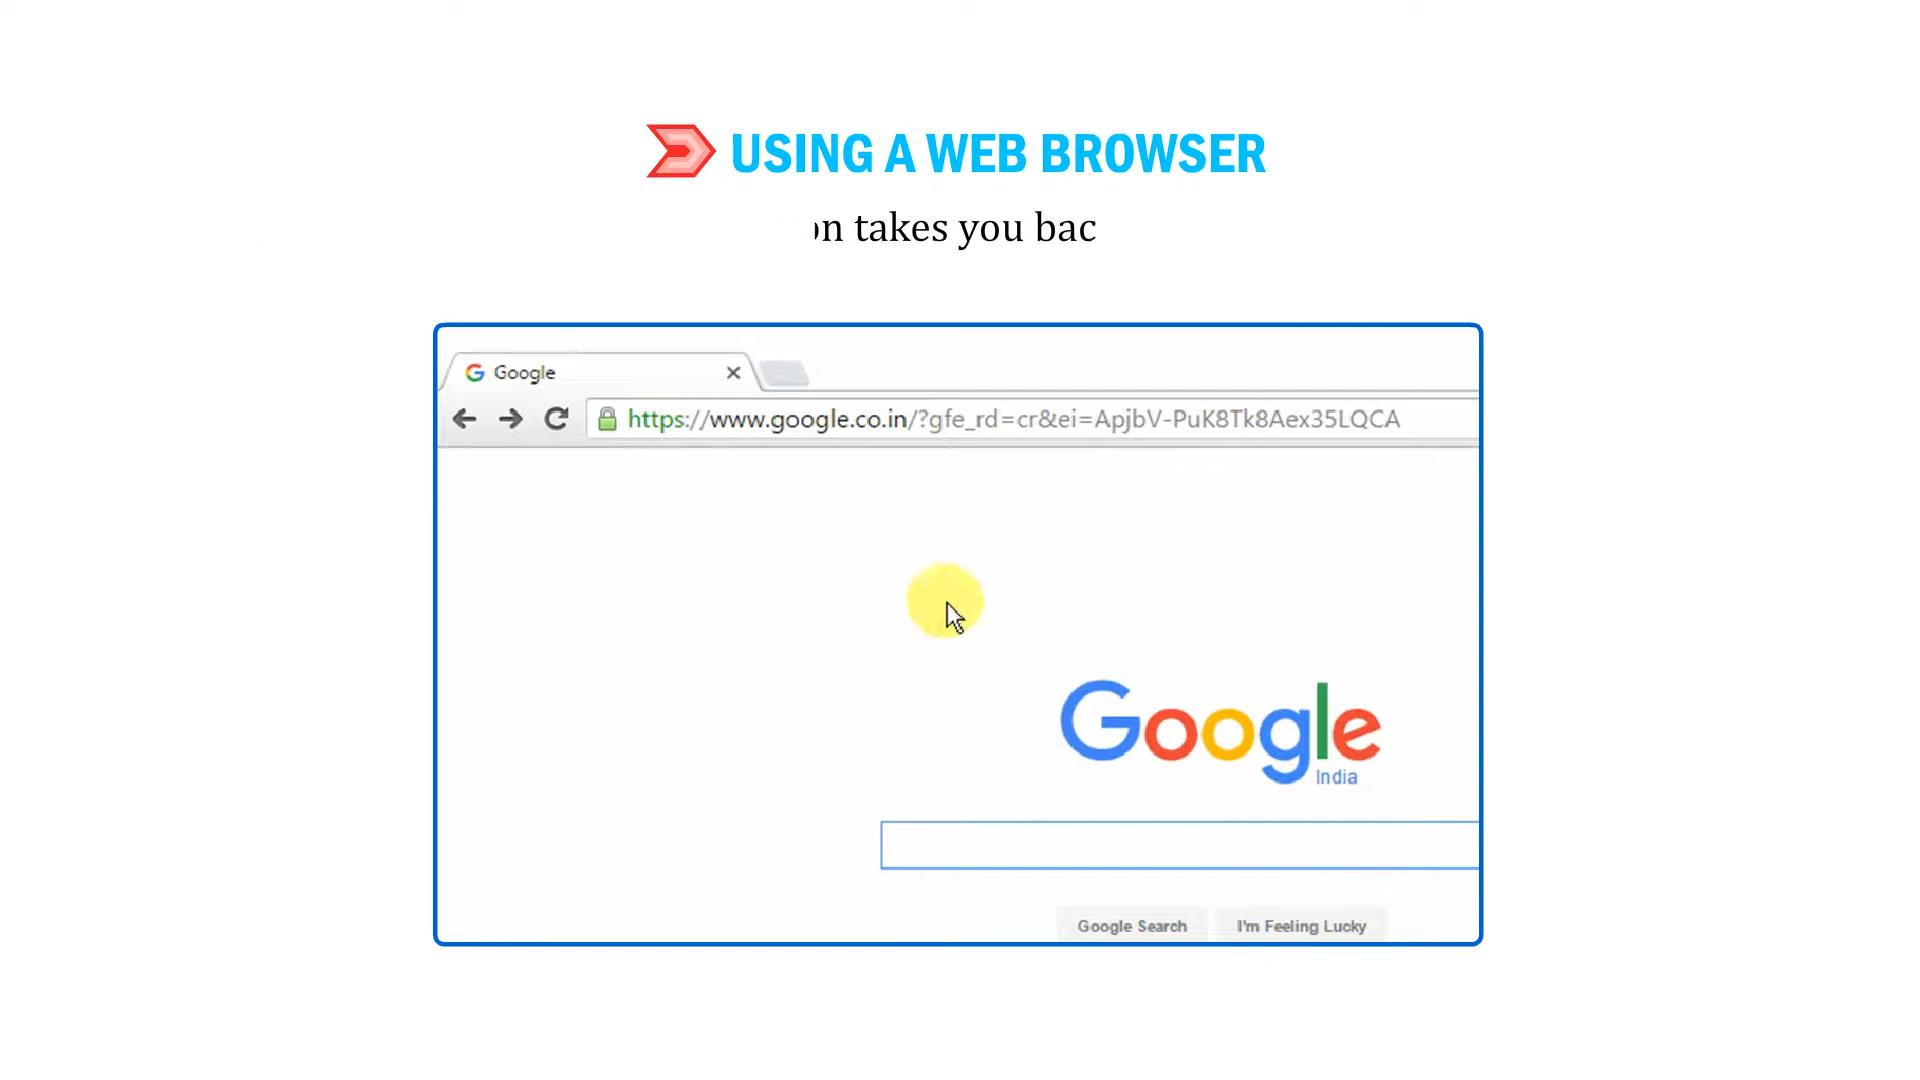 USING A WEB BROWSER
on takes you bac
Google
https://www.google.co.in/?gfe_rd=cr&ei=ApjbV-PuK8Tk8Aex35LQCA
Google
India
Google Search I'm Feeling Lucky